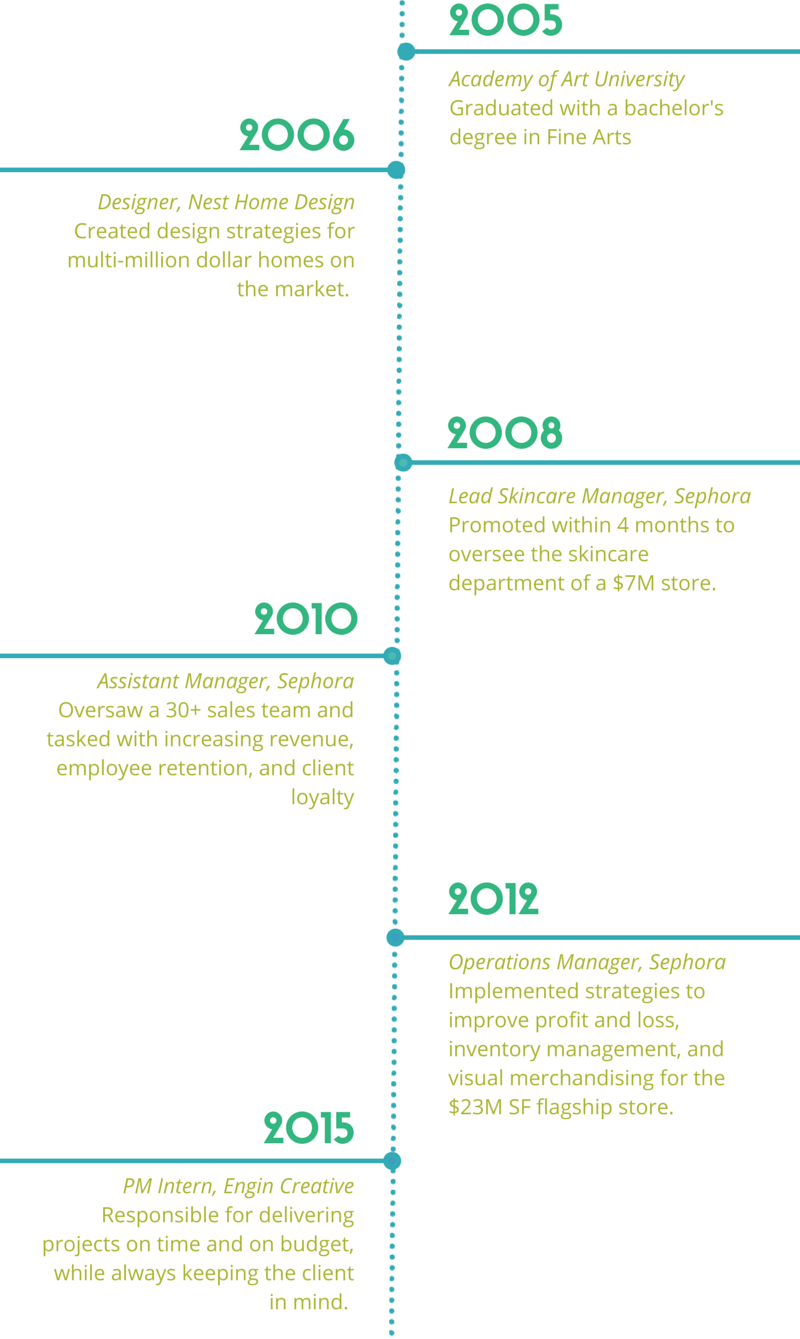 2005
Academy of Art University
Graduated with a bachelor's
degree in Fine Arts
2006
Designer, Nest Home Design
Created design strategies for
multi-million dollar homes on
the market.
2008
Lead Skincare Manager, Sephora
Promoted within 4 months to
oversee the skincare
department of a $7M store.
2010
Assistant Manager, Sephora
Oversaw a 30+ sales team and
tasked with increasing revenue,
employee retention, and client
loyalty
2012
Operations Manager, Sephora
Implemented strategies to
improve profit and loss,
inventory management, and
visual merchandising for the
$23M SF flagship store.
2015
PM Intern, Engin Creative
Responsible for delivering
projects on time and on budget,
while always keeping the client
in mind.